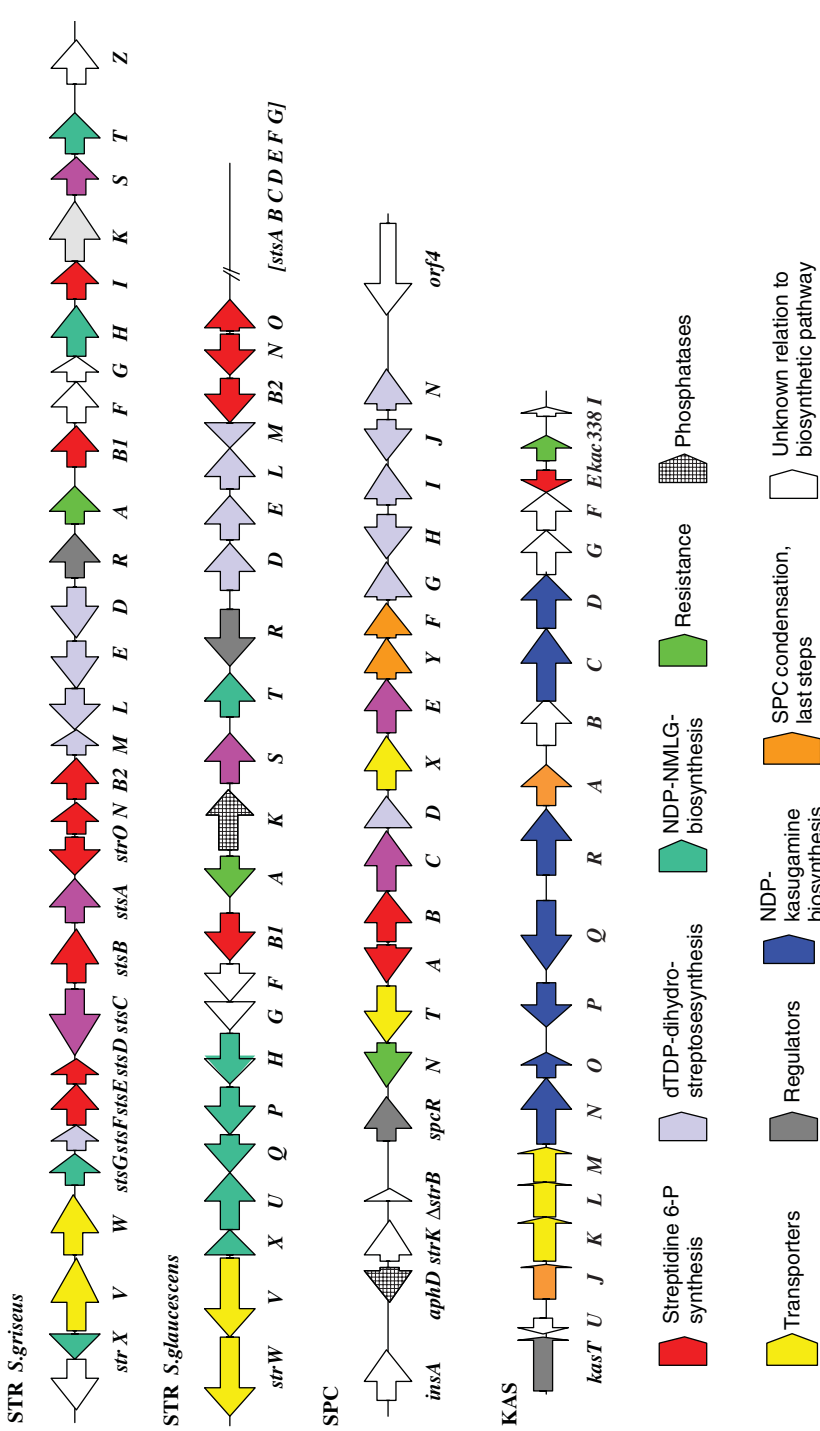 STR S.griseus
str X V W stsG stsF stsE stsD stsC stsB stsA strO N B2 M L E D R A B1 F G H I K S T Z
STR S.glaucescens
strW V X U Q P H G F B1 A K S T R D E L M B2 N O [stsA B C D E F G]
SPC
insA aphD strK ΔstrB spcR N T A B C D X E Y F G H I J N orf4
KAS
kasT U J K L M N O P Q R A B C D G F Ekac338 I
Streptidine 6-P
synthesis
dTDP-dihydro-
streptosesynthesis
NDP-NMLG-
biosynthesis
Resistance
Phosphatases
Transporters
Regulators
NDP-
kasugamine
biosynthesis
SPC condensation,
last steps
Unknown relation to
biosynthetic pathway